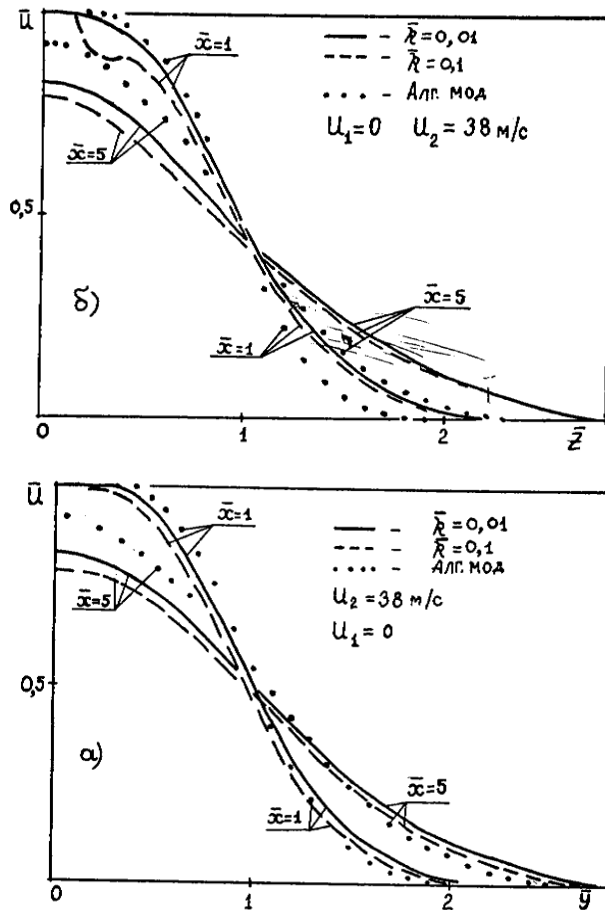 ū
x̄=1
— - k̄=0,01
--- - k̄=0,1
.... - Алг. мод
U₁=0 U₂=38 м/с
x̄=5
0,5
б)
x̄=5
x̄=1
0
0
1
2
z̄
ū
x̄=1
— - k̄=0,01
--- - k̄=0,1
..... - Алг. мод
U₂=38 м/с
U₁=0
x̄=5
0,5
а)
x̄=5
x̄=1
0
0
1
2
ȳ